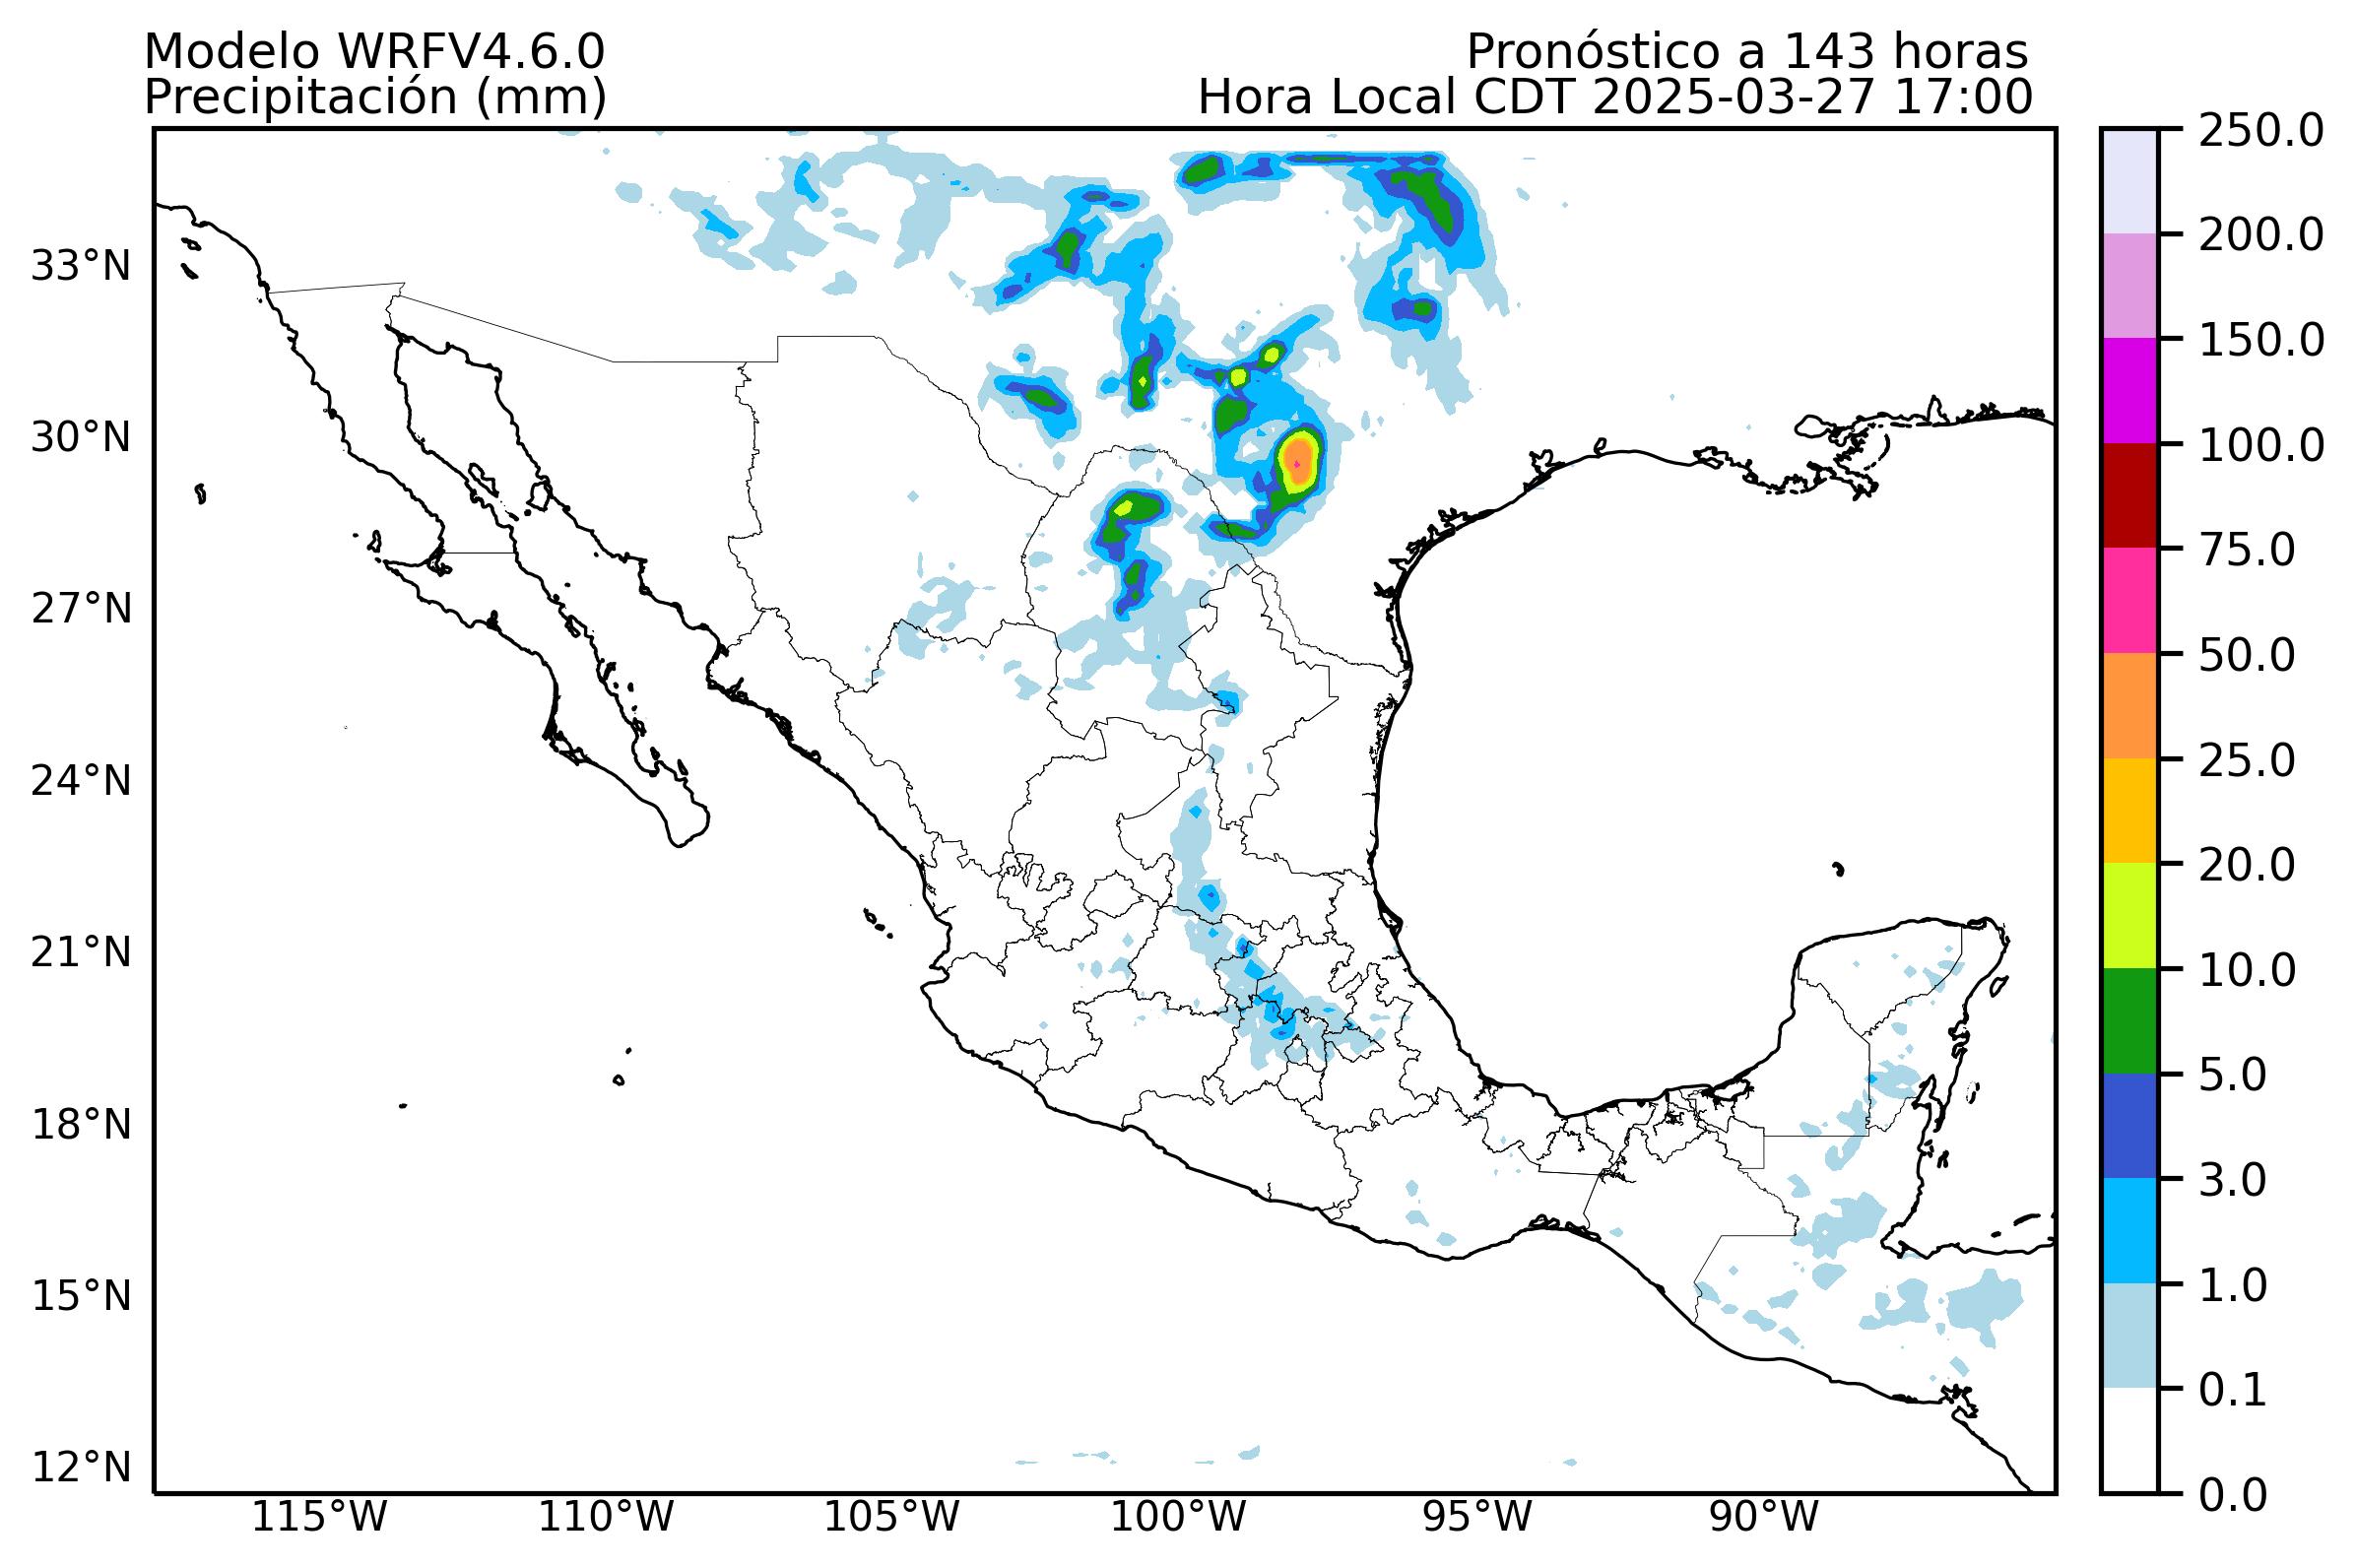 Modelo WRFV4.6.0
Pronóstico a 143 horas
Precipitación (mm)
Hora Local CDT 2025-03-27 17:00
33°N
30°N
27°N
24°N
21°N
18°N
15°N
12°N
115°W
110°W
105°W
100°W
95°W
90°W
250.0
200.0
150.0
100.0
75.0
50.0
25.0
20.0
10.0
5.0
3.0
1.0
0.1
0.0